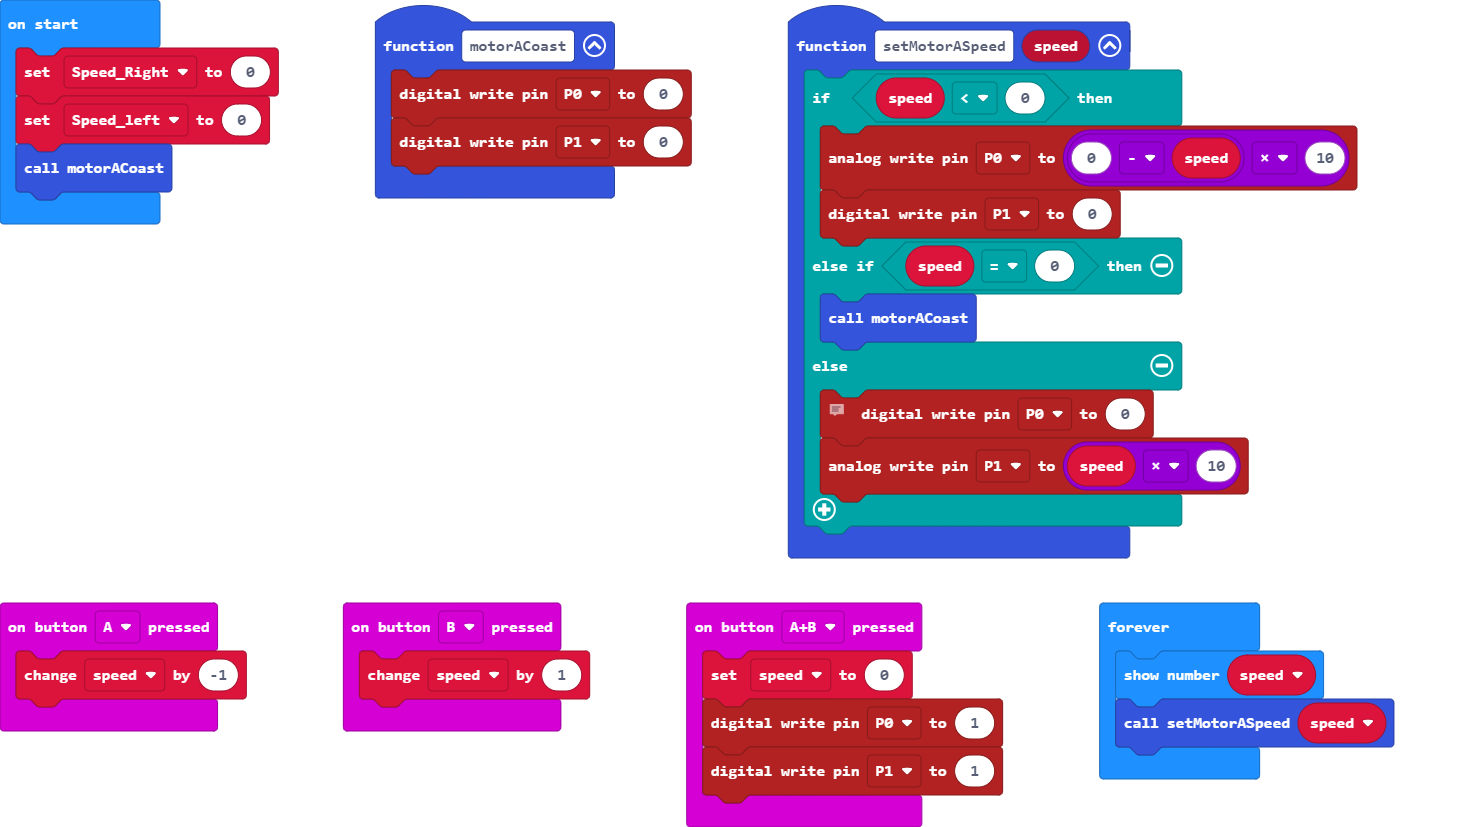 on start
set Speed_Right to 0
set Speed_left to 0
call motorACoast
function motorACoast
digital write pin P0 to 0
digital write pin P1 to 0
function setMotorASpeed speed
if speed < 0 then
analog write pin P0 to 0 - speed × 10
digital write pin P1 to 0
else if speed = 0 then
call motorACoast
else
digital write pin P0 to 0
analog write pin P1 to speed × 10
on button A pressed
change speed by -1
on button B pressed
change speed by 1
on button A+B pressed
set speed to 0
digital write pin P0 to 1
digital write pin P1 to 1
forever
show number speed
call setMotorASpeed speed